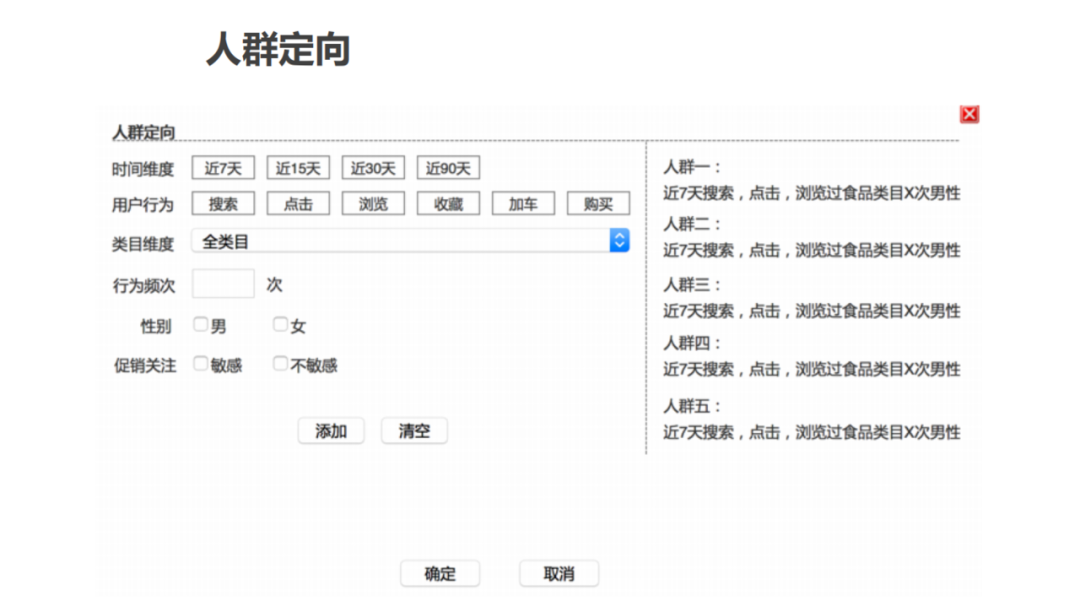 人群定向
人群定向
时间维度 近7天 近15天 近30天 近90天
用户行为 搜索 点击 浏览 收藏 加车 购买
类目维度 全类目
行为频次 次
性别 男 女
促销关注 敏感 不敏感
添加 清空
人群一：
近7天搜索，点击，浏览过食品类目X次男性
人群二：
近7天搜索，点击，浏览过食品类目X次男性
人群三：
近7天搜索，点击，浏览过食品类目X次男性
人群四：
近7天搜索，点击，浏览过食品类目X次男性
人群五：
近7天搜索，点击，浏览过食品类目X次男性
确定 取消